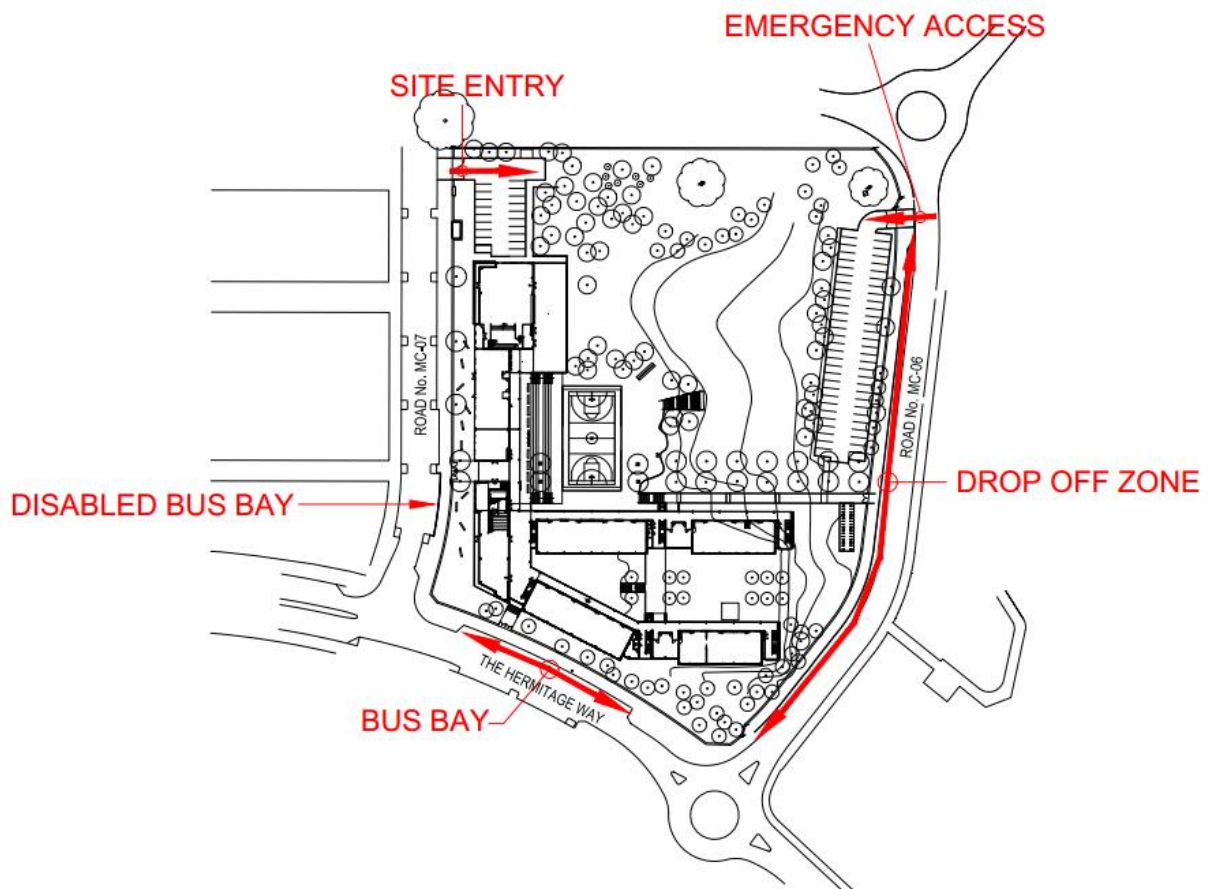 EMERGENCY ACCESS
SITE ENTRY
ROAD No. MC-07
ROAD No. MC-06
DROP OFF ZONE
DISABLED BUS BAY
THE HERMITAGE WAY
BUS BAY